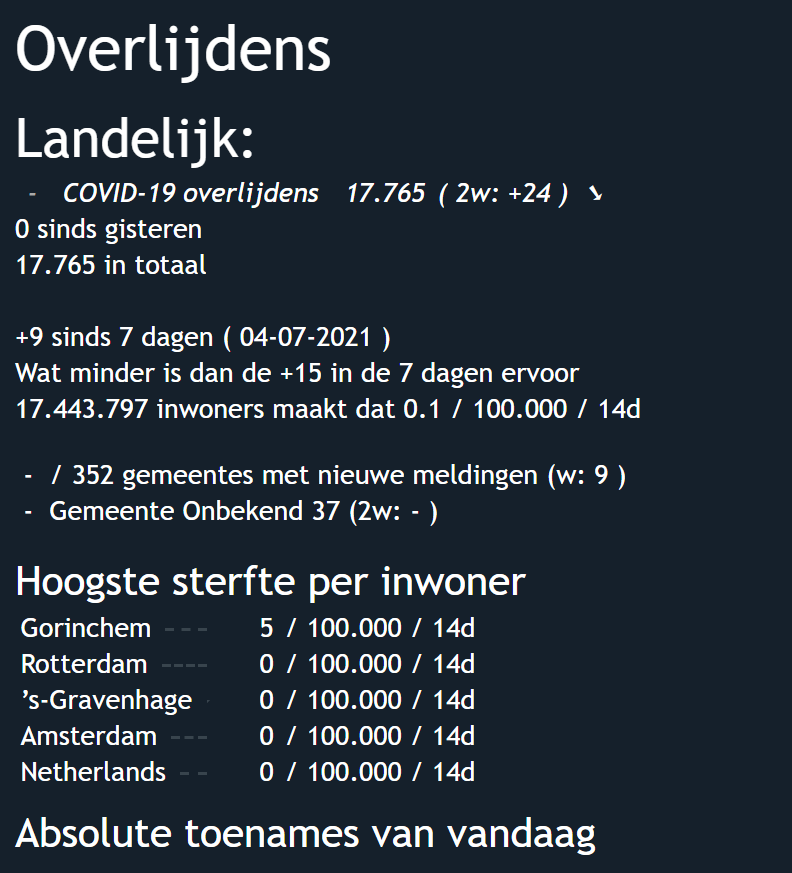 Overlijdens
Landelijk:
- COVID-19 overlijdens 17.765 ( 2w: +24 ) ↘
0 sinds gisteren
17.765 in totaal
+9 sinds 7 dagen ( 04-07-2021 )
Wat minder is dan de +15 in de 7 dagen ervoor
17.443.797 inwoners maakt dat 0.1 / 100.000 / 14d
- / 352 gemeentes met nieuwe meldingen (w: 9 )
- Gemeente Onbekend 37 (2w: - )
Hoogste sterfte per inwoner
Gorinchem --- 5 / 100.000 / 14d
Rotterdam ---- 0 / 100.000 / 14d
’s-Gravenhage 0 / 100.000 / 14d
Amsterdam --- 0 / 100.000 / 14d
Netherlands -- 0 / 100.000 / 14d
Absolute toenames van vandaag